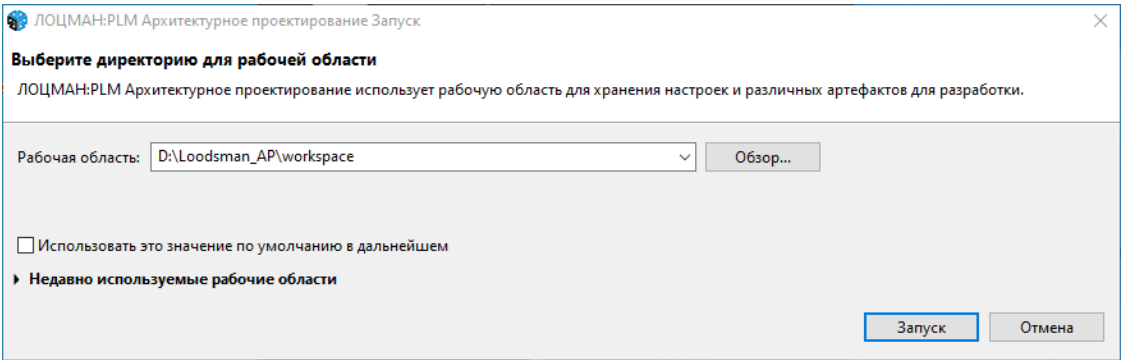 ЛОЦМАН:PLM Архитектурное проектирование Запуск
Выберите директорию для рабочей области
ЛОЦМАН:PLM Архитектурное проектирование использует рабочую область для хранения настроек и различных артефактов для разработки.
Рабочая область: D:\Loodsman_AP\workspace Обзор...
Использовать это значение по умолчанию в дальнейшем
Недавно используемые рабочие области
Запуск Отмена